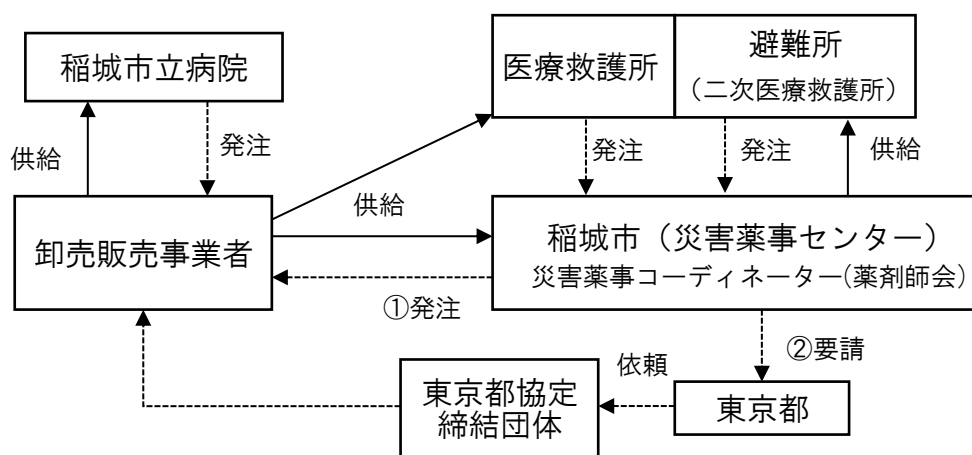 稲城市立病院
医療救護所
避難所
（二次医療救護所）
供給
発注
発注
発注
供給
供給
卸売販売事業者
稲城市（災害薬事センター）
災害薬事コーディネーター(薬剤師会)
①発注
②要請
依頼
東京都協定
締結団体
東京都